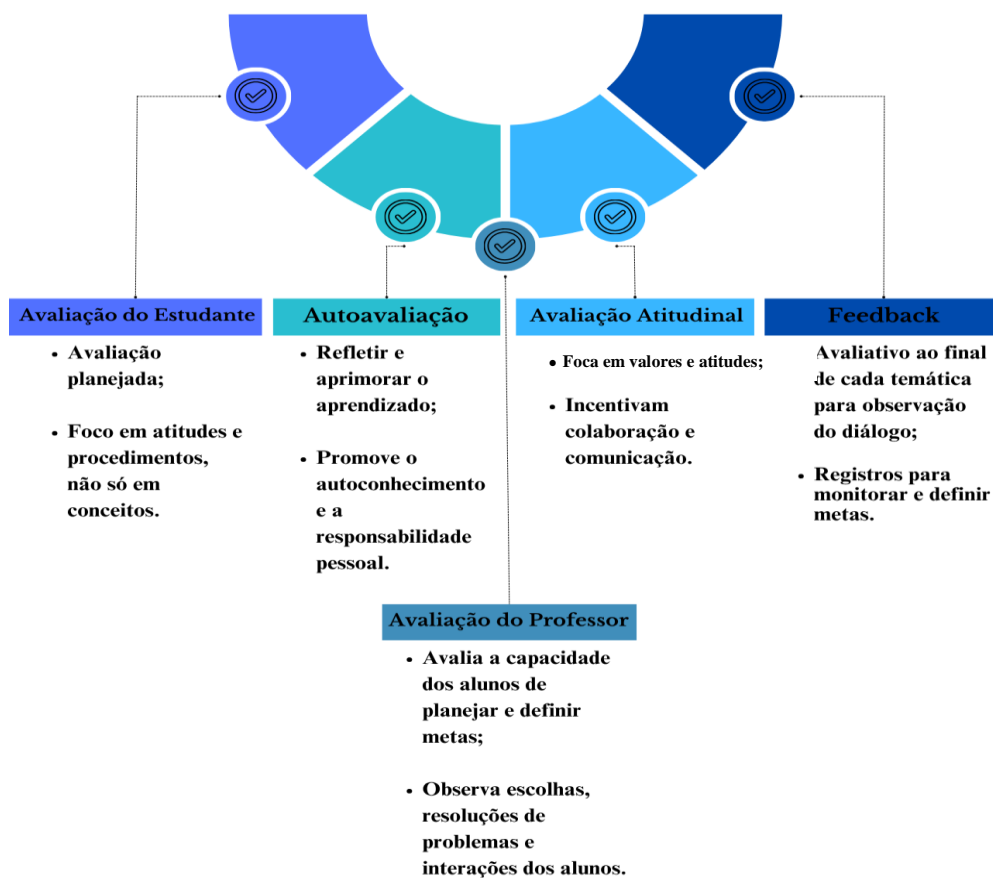 Avaliação do Estudante
• Avaliação
planejada;
• Foco em atitudes e
procedimentos,
não só em
conceitos.
Autoavaliação
• Refletir e
aprimorar o
aprendizado;
• Promove o
autoconhecimento
e a
responsabilidade
pessoal.
Avaliação Atitudinal
• Foca em valores e atitudes;
• Incentivam
colaboração e
comunicação.
Feedback
Avaliativo ao final
de cada temática
para observação
do diálogo;
• Registros para
monitorar e definir
metas.
Avaliação do Professor
• Avalia a capacidade
dos alunos de
planejar e definir
metas;
• Observa escolhas,
resoluções de
problemas e
interações dos alunos.